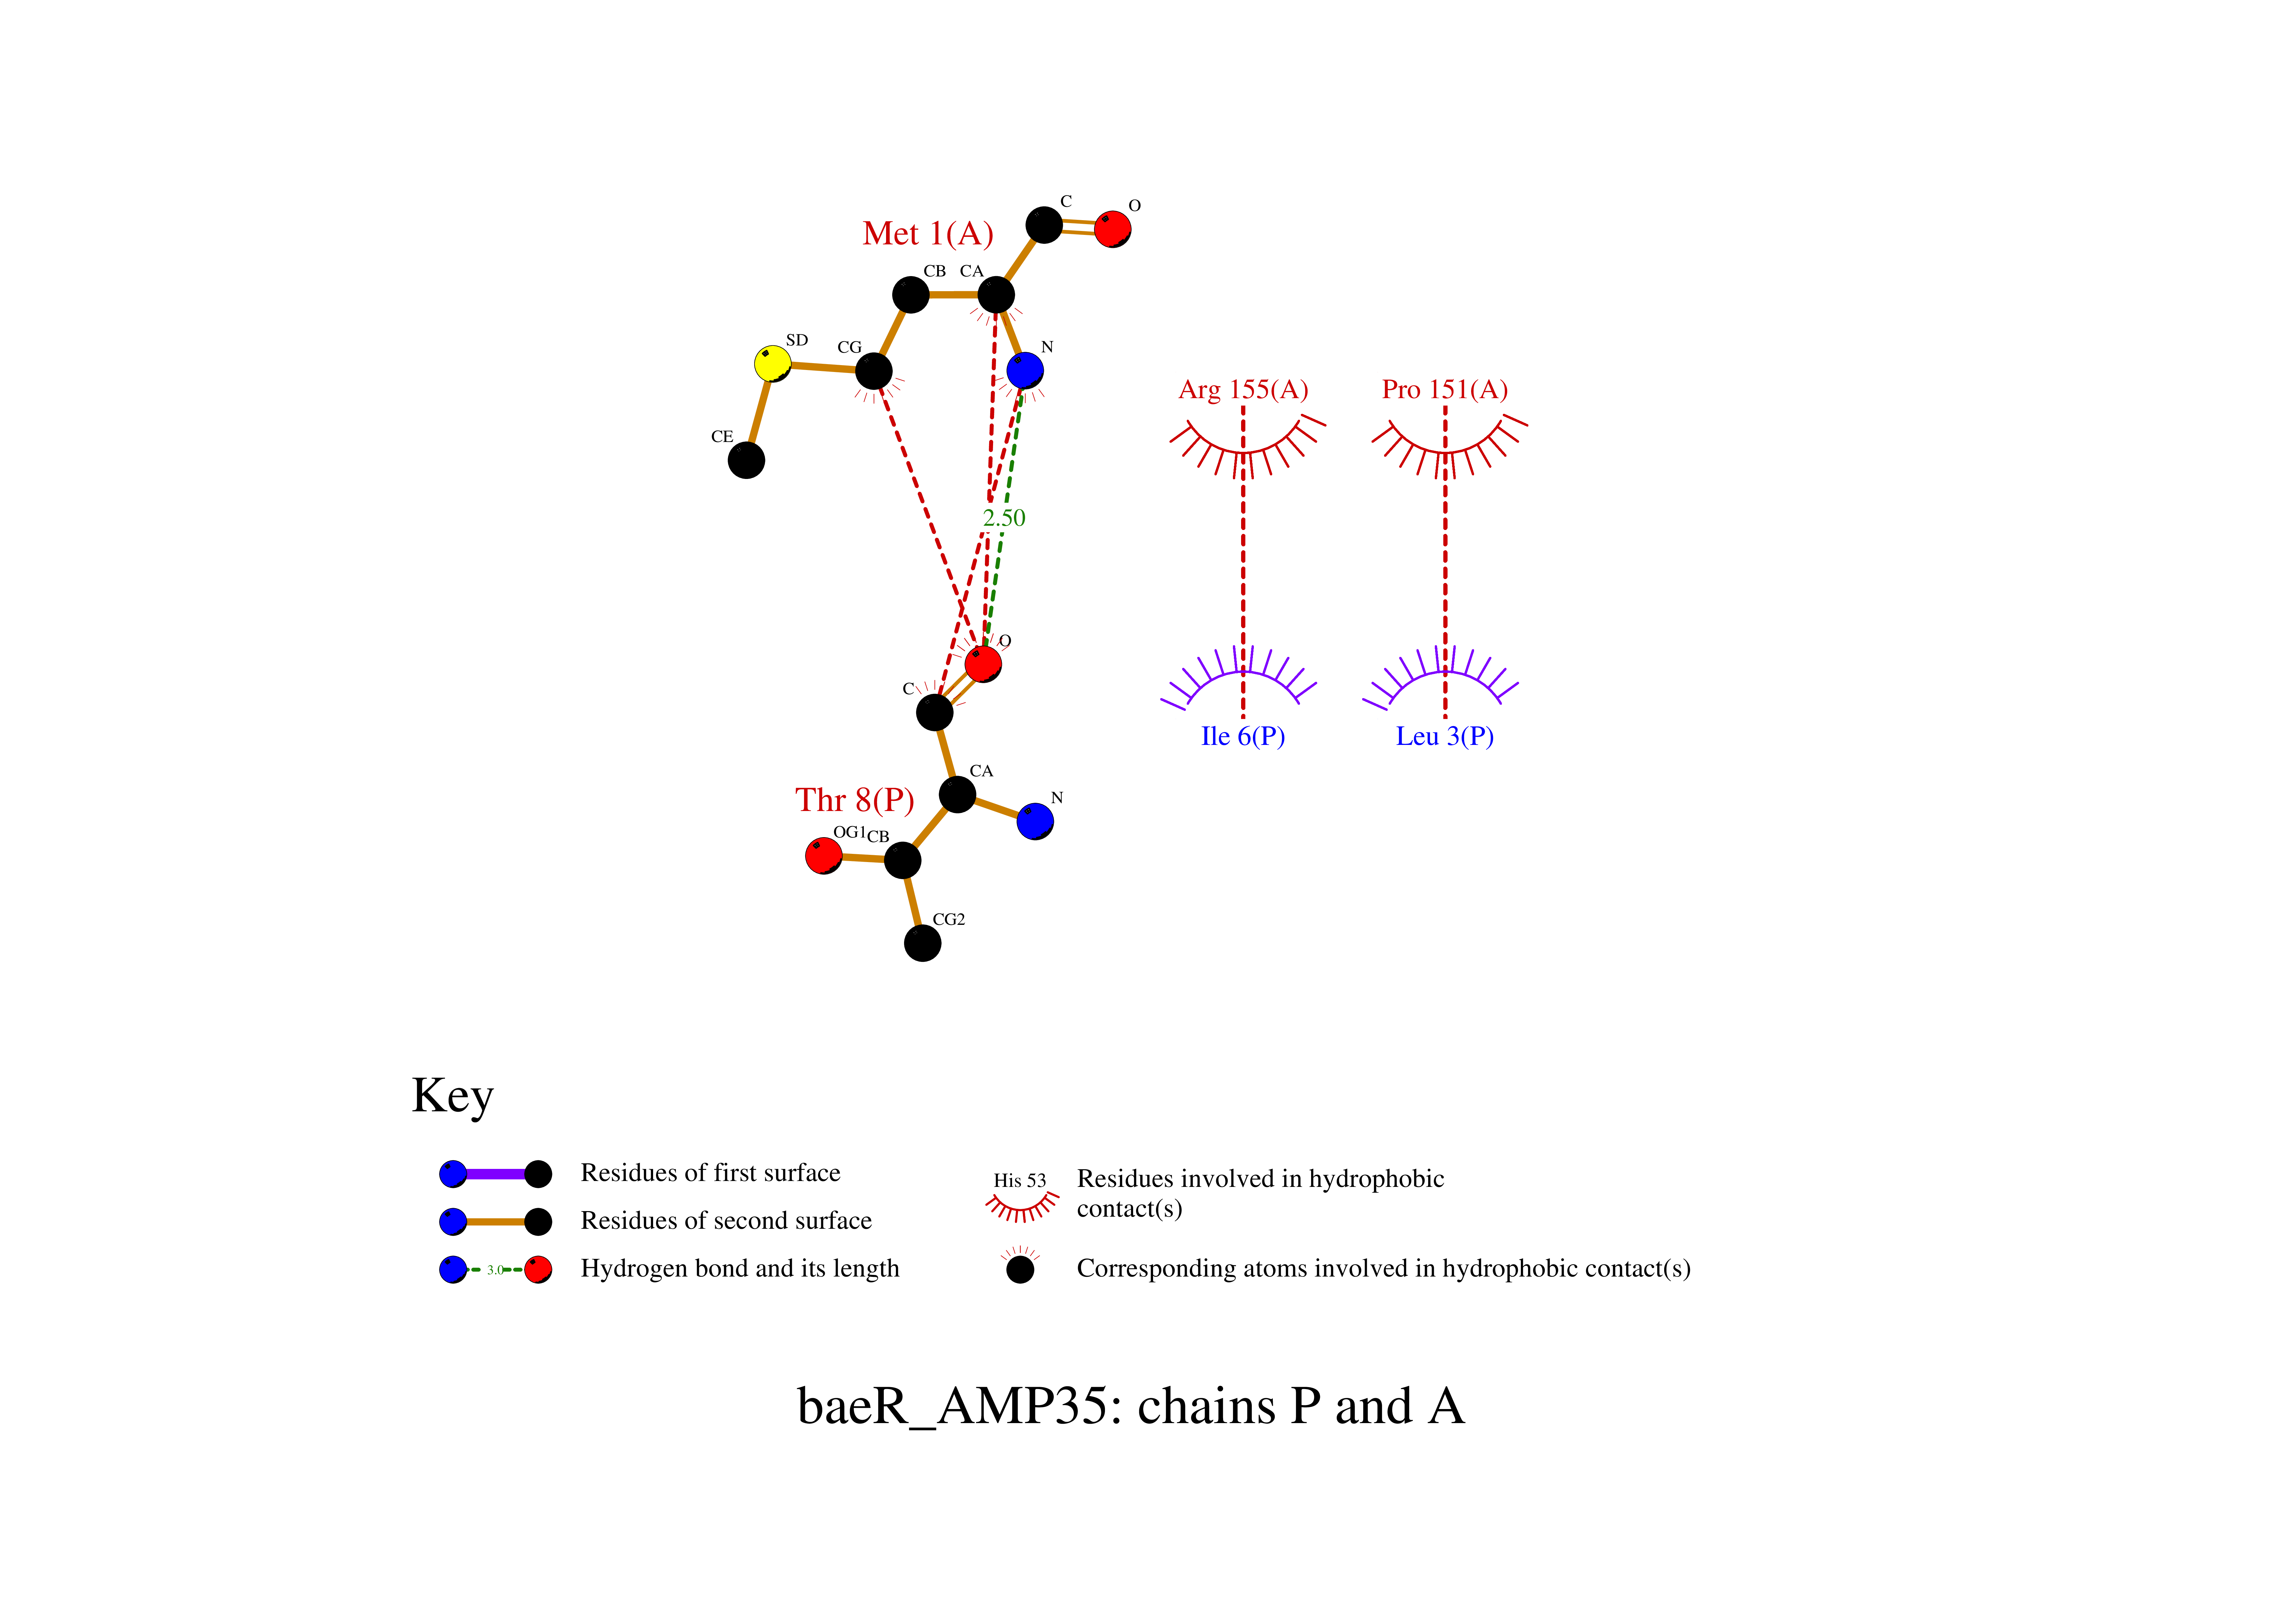 C
O
Met 1(A)
CB
CA
SD
CG
N
CE
Arg 155(A)
Pro 151(A)
2.50
O
C
Ile 6(P)
Leu 3(P)
CA
Thr 8(P)
N
OG1
CB
CG2
Key
Residues of first surface
Residues of second surface
3.0
Hydrogen bond and its length
His 53
Residues involved in hydrophobic
contact(s)
Corresponding atoms involved in hydrophobic contact(s)
baeR_AMP35: chains P and A